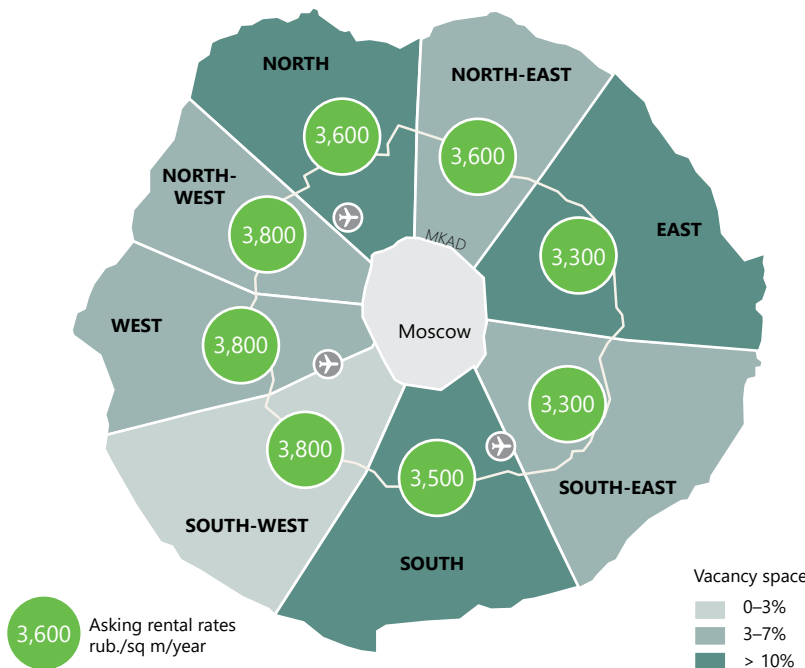 NORTH
NORTH-EAST
3,600
3,600
NORTH-
WEST
3,800
EAST
MKAD
3,300
WEST
Moscow
3,800
3,300
3,800
3,500
SOUTH-EAST
SOUTH-WEST
SOUTH
3,600
Asking rental rates
rub./sq m/year
Vacancy space
0–3%
3–7%
> 10%